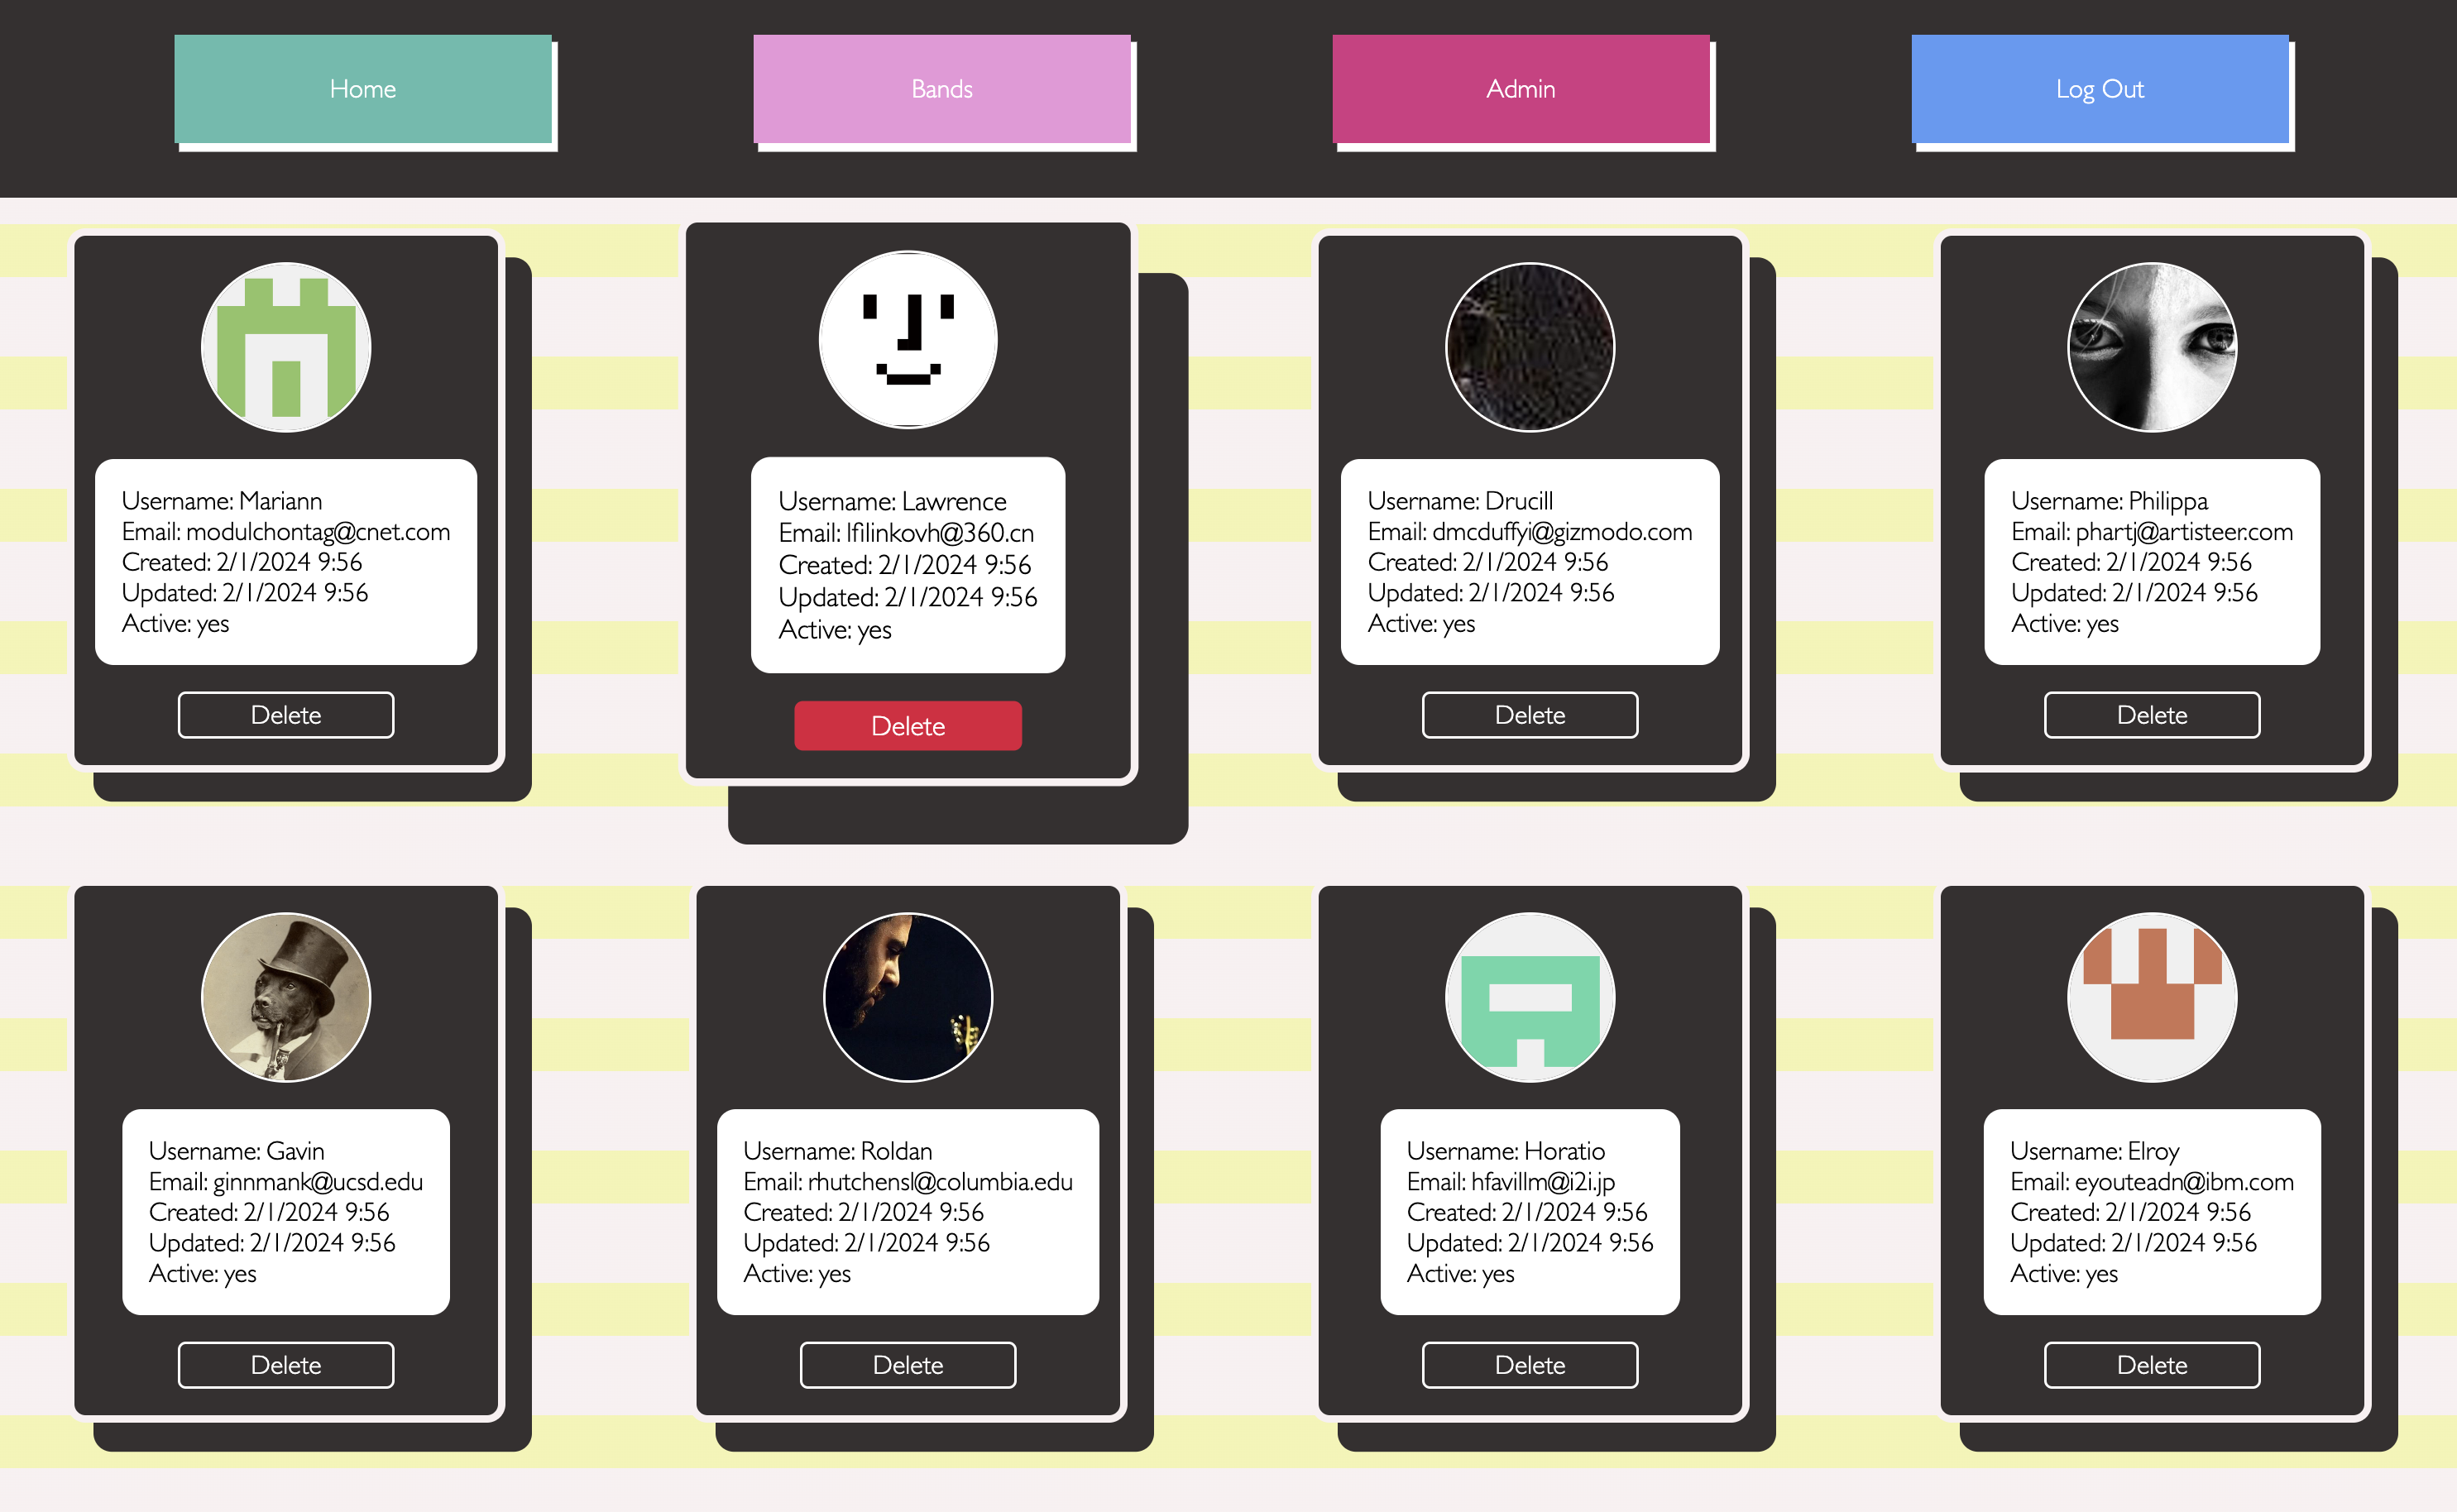 Home
Bands
Admin
Log Out
Username: Mariann
Email: modulchontag@cnet.com
Created: 2/1/2024 9:56
Updated: 2/1/2024 9:56
Active: yes
Delete
Username: Lawrence
Email: lfilinkovh@360.cn
Created: 2/1/2024 9:56
Updated: 2/1/2024 9:56
Active: yes
Delete
Username: Drucill
Email: dmcduffyi@gizmodo.com
Created: 2/1/2024 9:56
Updated: 2/1/2024 9:56
Active: yes
Delete
Username: Philippa
Email: phartj@artisteer.com
Created: 2/1/2024 9:56
Updated: 2/1/2024 9:56
Active: yes
Delete
Username: Gavin
Email: ginnmank@ucsd.edu
Created: 2/1/2024 9:56
Updated: 2/1/2024 9:56
Active: yes
Delete
Username: Roldan
Email: rhutchensl@columbia.edu
Created: 2/1/2024 9:56
Updated: 2/1/2024 9:56
Active: yes
Delete
Username: Horatio
Email: hfavillm@i2i.jp
Created: 2/1/2024 9:56
Updated: 2/1/2024 9:56
Active: yes
Delete
Username: Elroy
Email: eyouteadn@ibm.com
Created: 2/1/2024 9:56
Updated: 2/1/2024 9:56
Active: yes
Delete